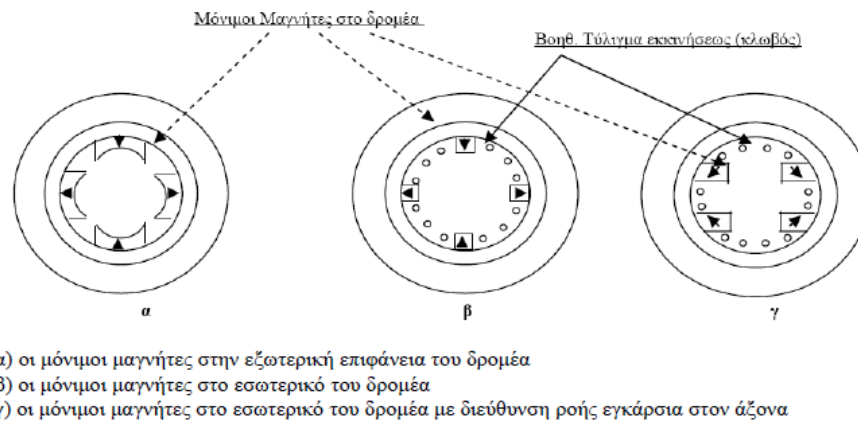 Μόνιμοι Μαγνήτες στο δρομέα
Βοηθ. Τύλιγμα εκκινήσεως (κλωβός)
α β γ
α) οι μόνιμοι μαγνήτες στην εξωτερική επιφάνεια του δρομέα
β) οι μόνιμοι μαγνήτες στο εσωτερικό του δρομέα
γ) οι μόνιμοι μαγνήτες στο εσωτερικό του δρομέα με διεύθυνση ροής εγκάρσια στον άξονα